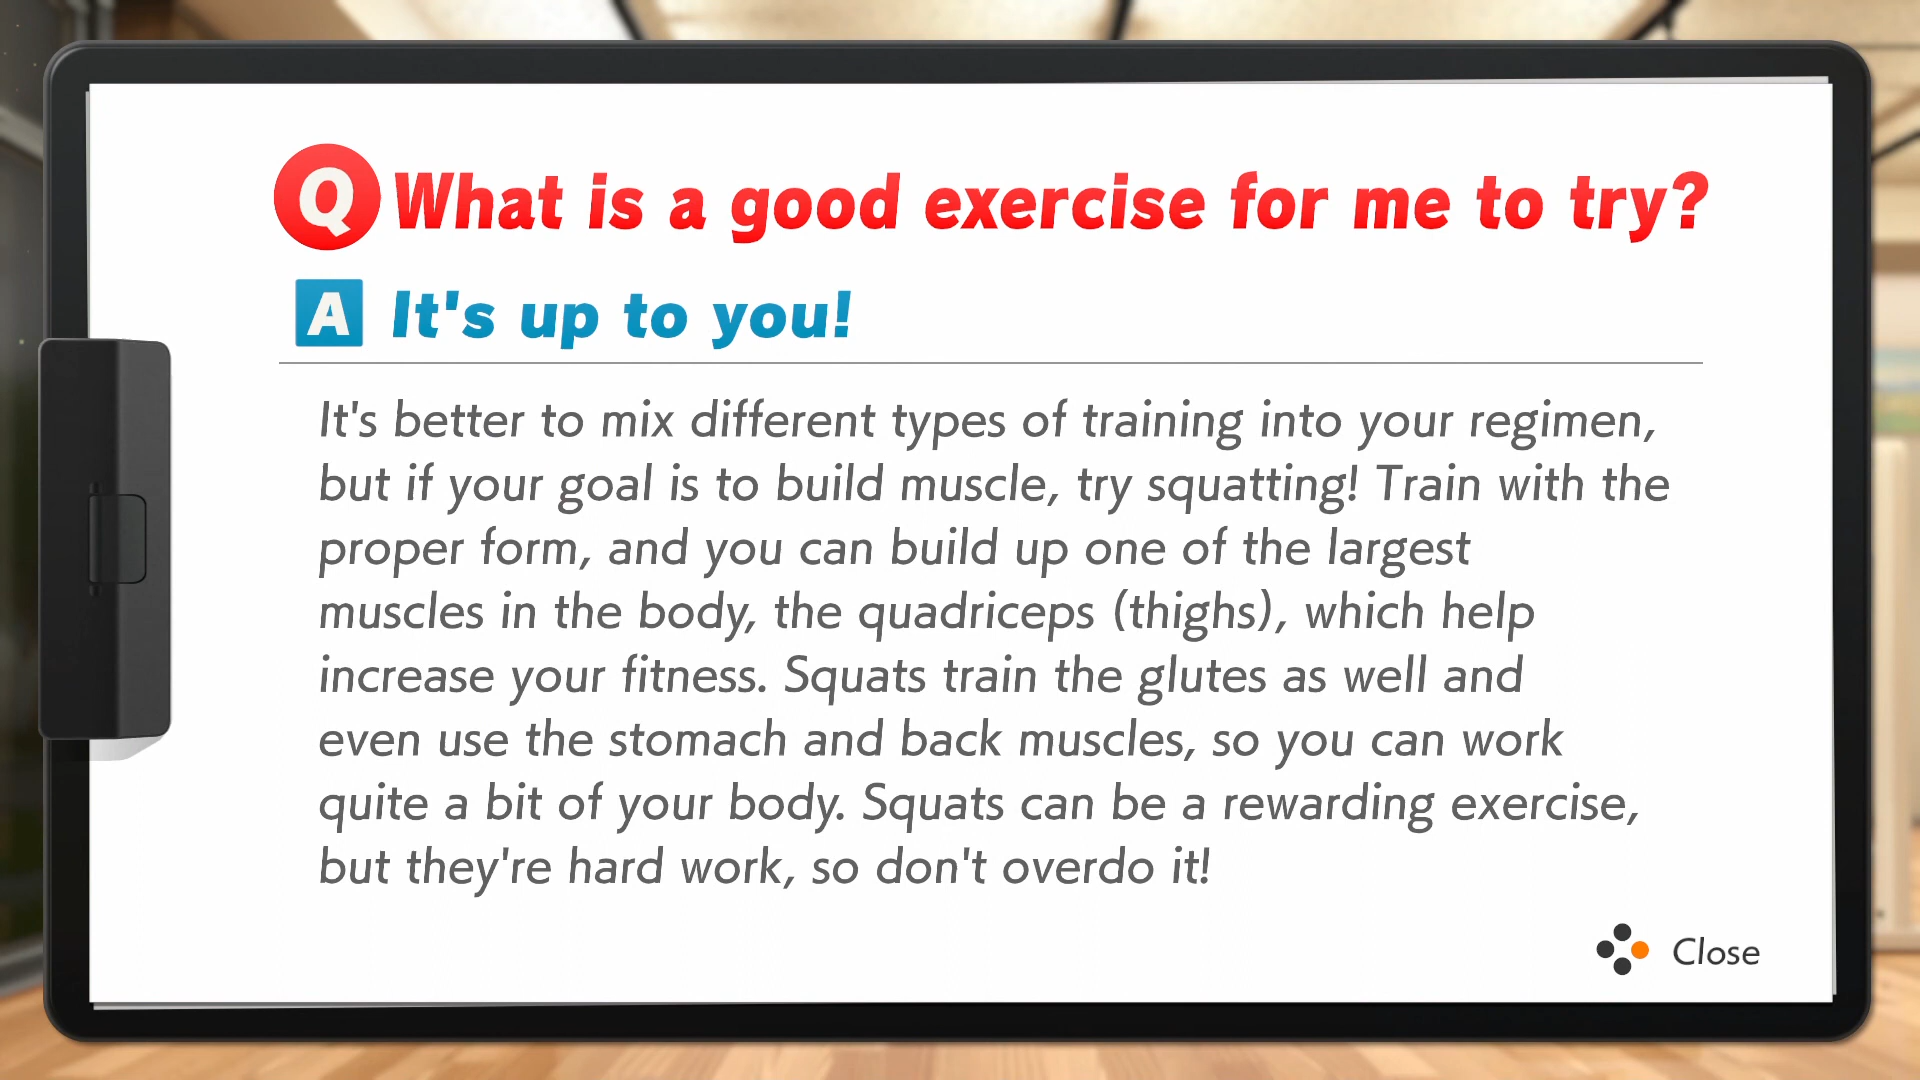 Q What is a good exercise for me to try?
A It's up to you!
It's better to mix different types of training into your regimen,
but if your goal is to build muscle, try squatting! Train with the
proper form, and you can build up one of the largest
muscles in the body, the quadriceps (thighs), which help
increase your fitness. Squats train the glutes as well and
even use the stomach and back muscles, so you can work
quite a bit of your body. Squats can be a rewarding exercise,
but they're hard work, so don't overdo it!
Close